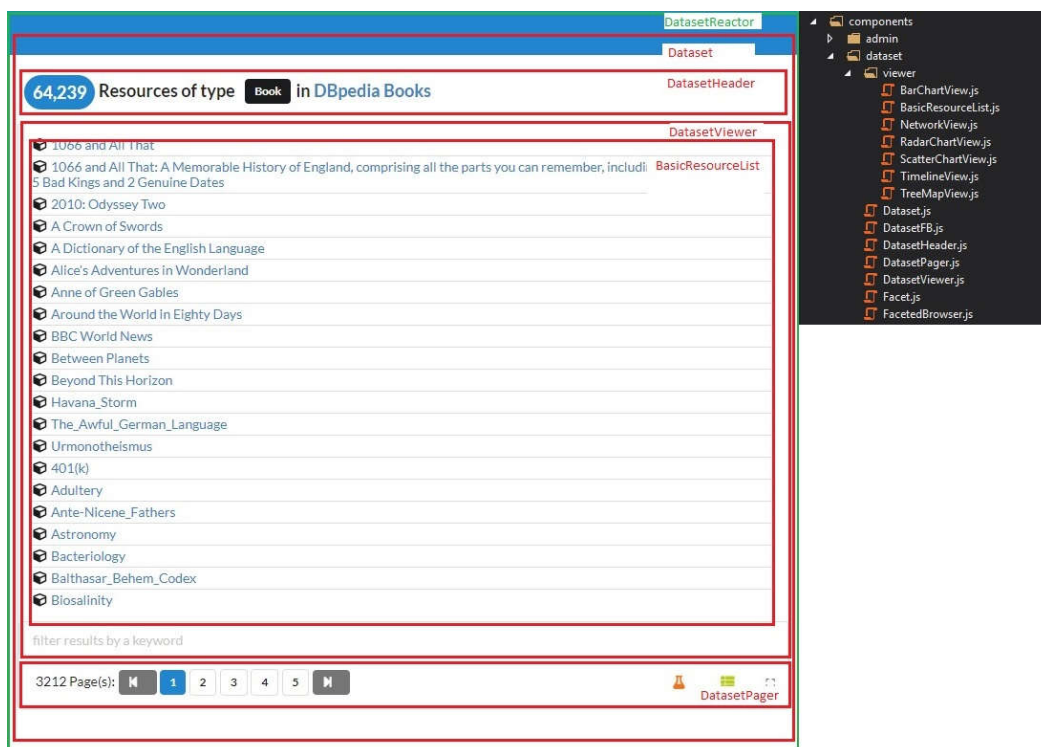 DatasetReactor
Dataset
DatasetHeader
64,239 Resources of type Book in DBpedia Books
DatasetViewer
1066 and All That
BasicResourceList
1066 and All That: A Memorable History of England, comprising all the parts you can remember, includi
5 Bad Kings and 2 Genuine Dates
2010: Odyssey Two
A Crown of Swords
A Dictionary of the English Language
Alice's Adventures in Wonderland
Anne of Green Gables
Around the World in Eighty Days
BBC World News
Between Planets
Beyond This Horizon
Havana_Storm
The_Awful_German_Language
Urmonotheismus
401(k)
Adultery
Ante-Nicene_Fathers
Astronomy
Bacteriology
Balthasar_Behem_Codex
Biosalinity
filter results by a keyword
3212 Page(s): 1 2 3 4 5
DatasetPager
components
admin
dataset
viewer
BarChartView.js
BasicResourceList.js
NetworkView.js
RadarChartView.js
ScatterChartView.js
TimelineView.js
TreeMapView.js
Dataset.js
DatasetFB.js
DatasetHeader.js
DatasetPager.js
DatasetViewer.js
Facet.js
FacetedBrowser.js